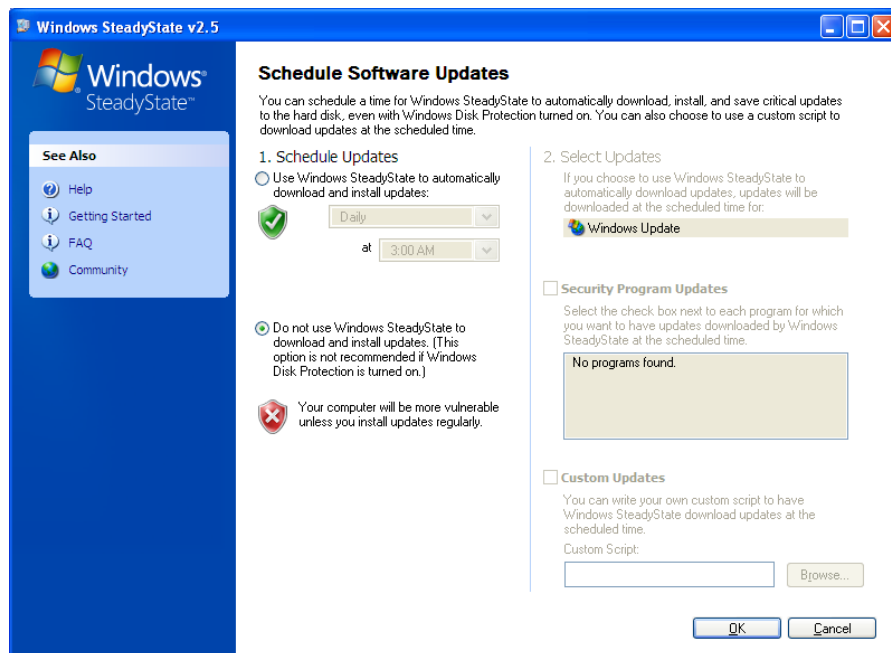 Windows SteadyState v2.5
Windows®
SteadyState™
See Also
Help
Getting Started
FAQ
Community
Schedule Software Updates
You can schedule a time for Windows SteadyState to automatically download, install, and save critical updates
to the hard disk, even with Windows Disk Protection turned on. You can also choose to use a custom script to
download updates at the scheduled time.
1. Schedule Updates
Use Windows SteadyState to automatically
download and install updates:
Daily
at
3:00 AM
Do not use Windows SteadyState to
download and install updates. (This
option is not recommended if Windows
Disk Protection is turned on.)
Your computer will be more vulnerable
unless you install updates regularly.
2. Select Updates
If you choose to use Windows SteadyState to
automatically download updates, updates will be
downloaded at the scheduled time for:
Windows Update
Security Program Updates
Select the check box next to each program for which
you want to have updates downloaded by Windows
SteadyState at the scheduled time.
No programs found.
Custom Updates
You can write your own custom script to have
Windows SteadyState download updates at the
scheduled time.
Custom Script:
Browse...
OK
Cancel